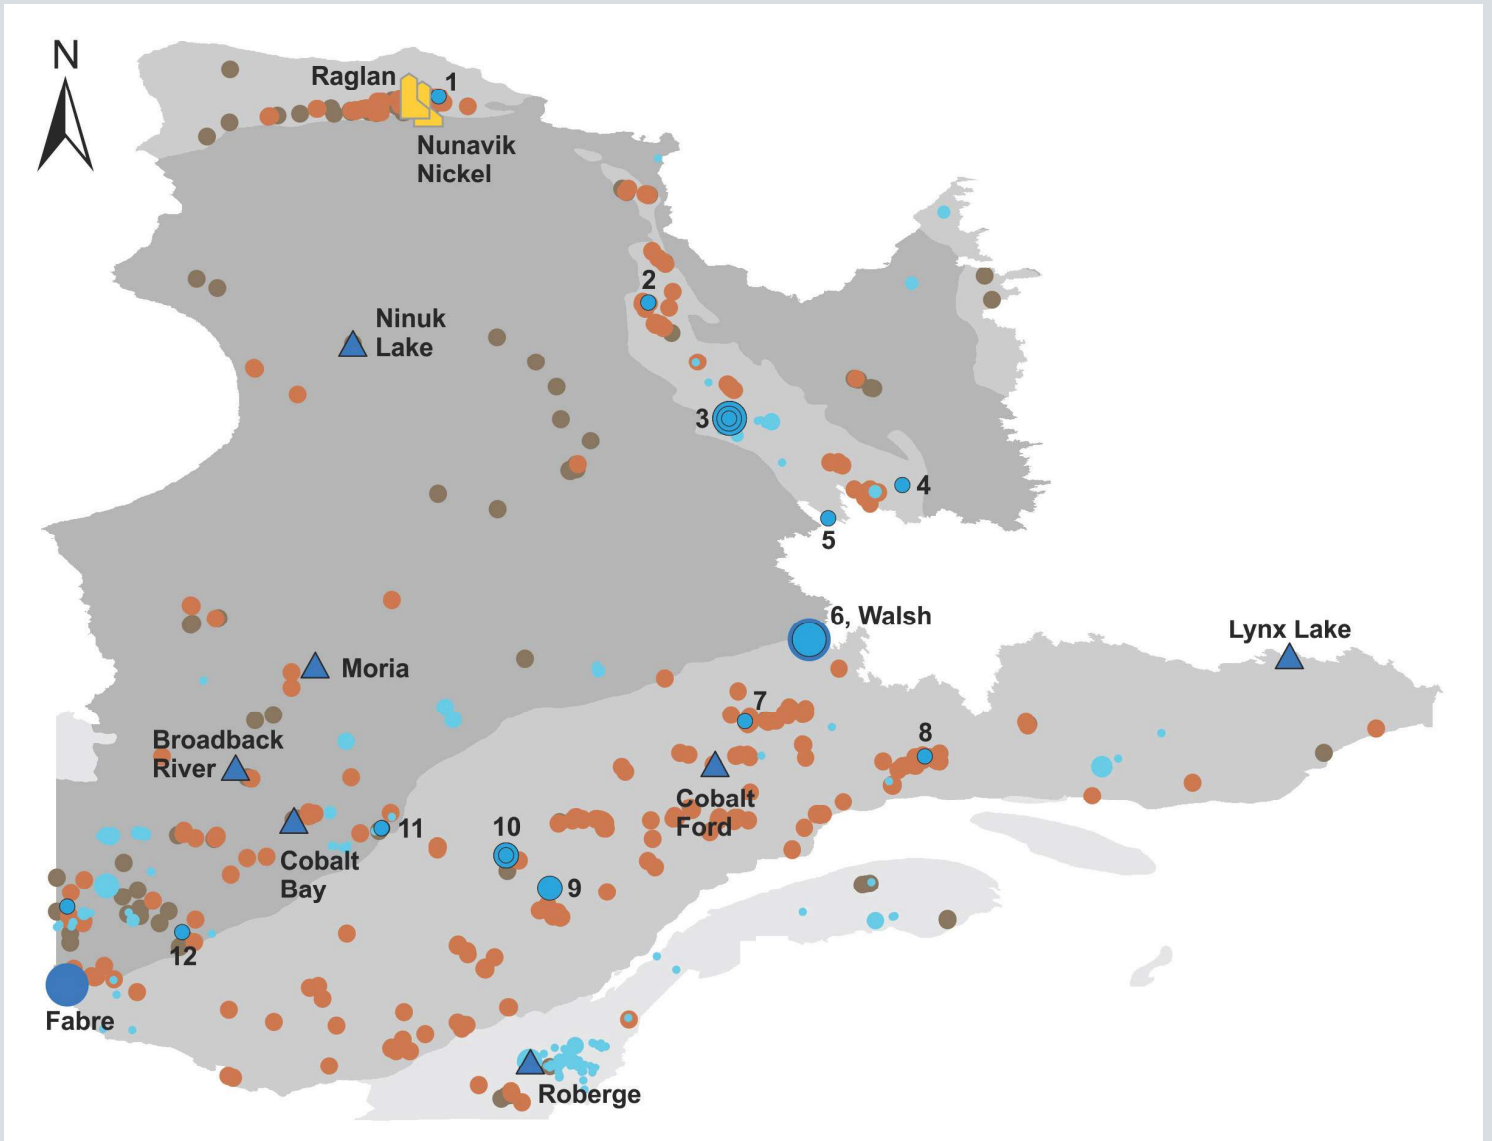 N
Raglan
1
Nunavik
Nickel
2
Ninuk
Lake
3
4
5
6, Walsh
Lynx Lake
Moria
7
Broadback
River
8
Cobalt
Ford
10
11
Cobalt
Bay
9
12
Fabre
Roberge